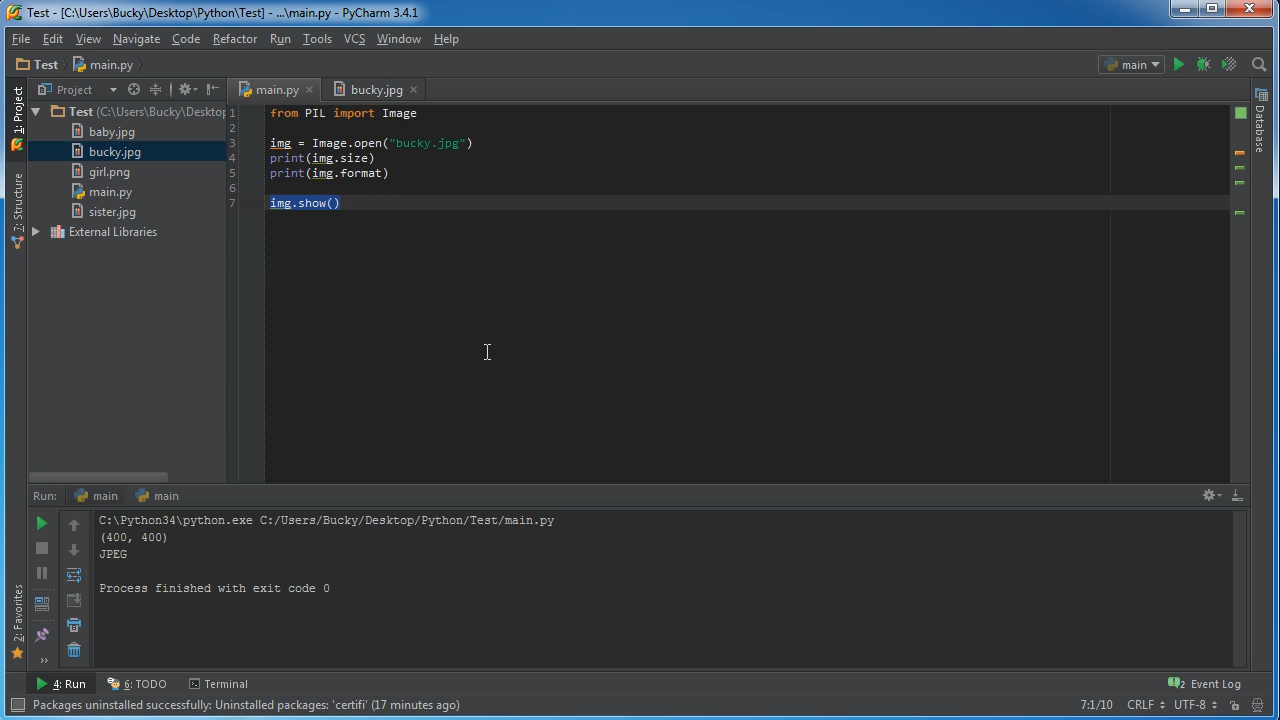 Test - [C:\Users\Bucky\Desktop\Python\Test] - ...\main.py - PyCharm 3.4.1
File Edit View Navigate Code Refactor Run Tools VCS Window Help
Test main.py main
1: Project
7: Structure
2: Favorites
Project
main.py bucky.jpg
Database
Test (C:\Users\Bucky\Desktop
baby.jpg
bucky.jpg
girl.png
main.py
sister.jpg
External Libraries
1 from PIL import Image
2
3 img = Image.open("bucky.jpg")
4 print(img.size)
5 print(img.format)
6
7 img.show()
Run: main main
C:\Python34\python.exe C:/Users/Bucky/Desktop/Python/Test/main.py
(400, 400)
JPEG
Process finished with exit code 0
4: Run 6: TODO Terminal 2 Event Log
Packages uninstalled successfully: Uninstalled packages: 'certifi' (17 minutes ago) 7:1/10 CRLF UTF-8